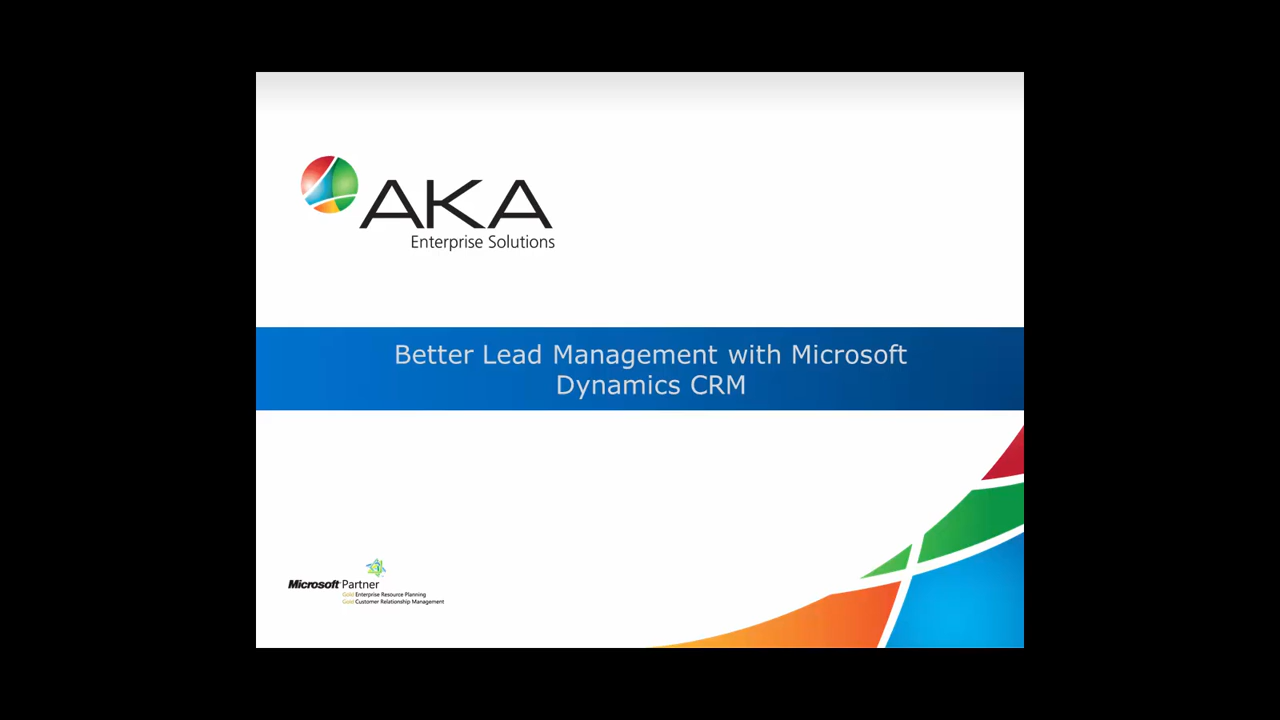 AKA
Enterprise Solutions
Better Lead Management with Microsoft
Dynamics CRM
Microsoft Partner
Gold Enterprise Resource Planning
Gold Customer Relationship Management